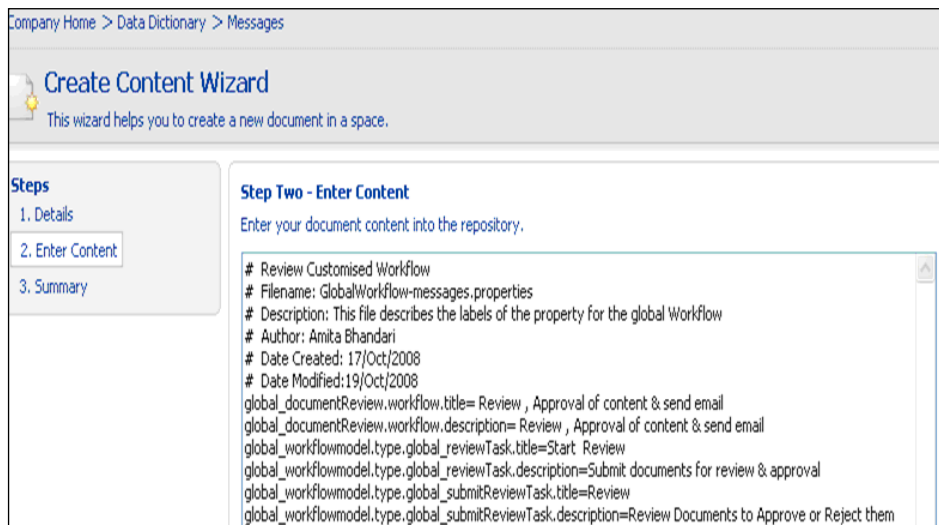 Company Home > Data Dictionary > Messages
Create Content Wizard
This wizard helps you to create a new document in a space.
Steps
1. Details
2. Enter Content
3. Summary
Step Two - Enter Content
Enter your document content into the repository.
# Review Customised Workflow
# Filename: GlobalWorkflow-messages.properties
# Description: This file describes the labels of the property for the global Workflow
# Author: Amita Bhandari
# Date Created: 17/Oct/2008
# Date Modified:19/Oct/2008
global_documentReview.workflow.title= Review , Approval of content & send email
global_documentReview.workflow.description= Review , Approval of content & send email
global_workflowmodel.type.global_reviewTask.title=Start Review
global_workflowmodel.type.global_reviewTask.description=Submit documents for review & approval
global_workflowmodel.type.global_submitReviewTask.title=Review
global_workflowmodel.type.global_submitReviewTask.description=Review Documents to Approve or Reject them